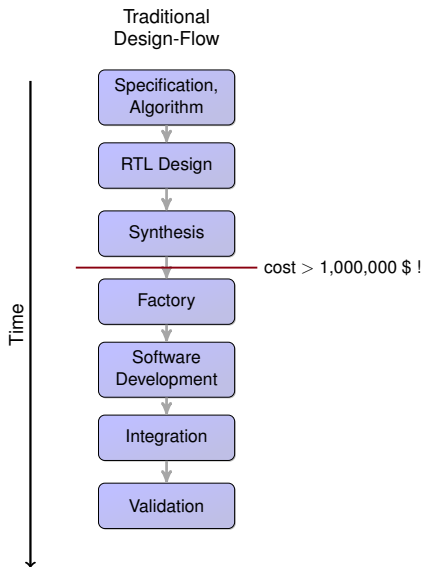 Traditional
Design-Flow
Specification,
Algorithm
RTL Design
Synthesis
cost > 1,000,000 $ !
Factory
Time
Software
Development
Integration
Validation